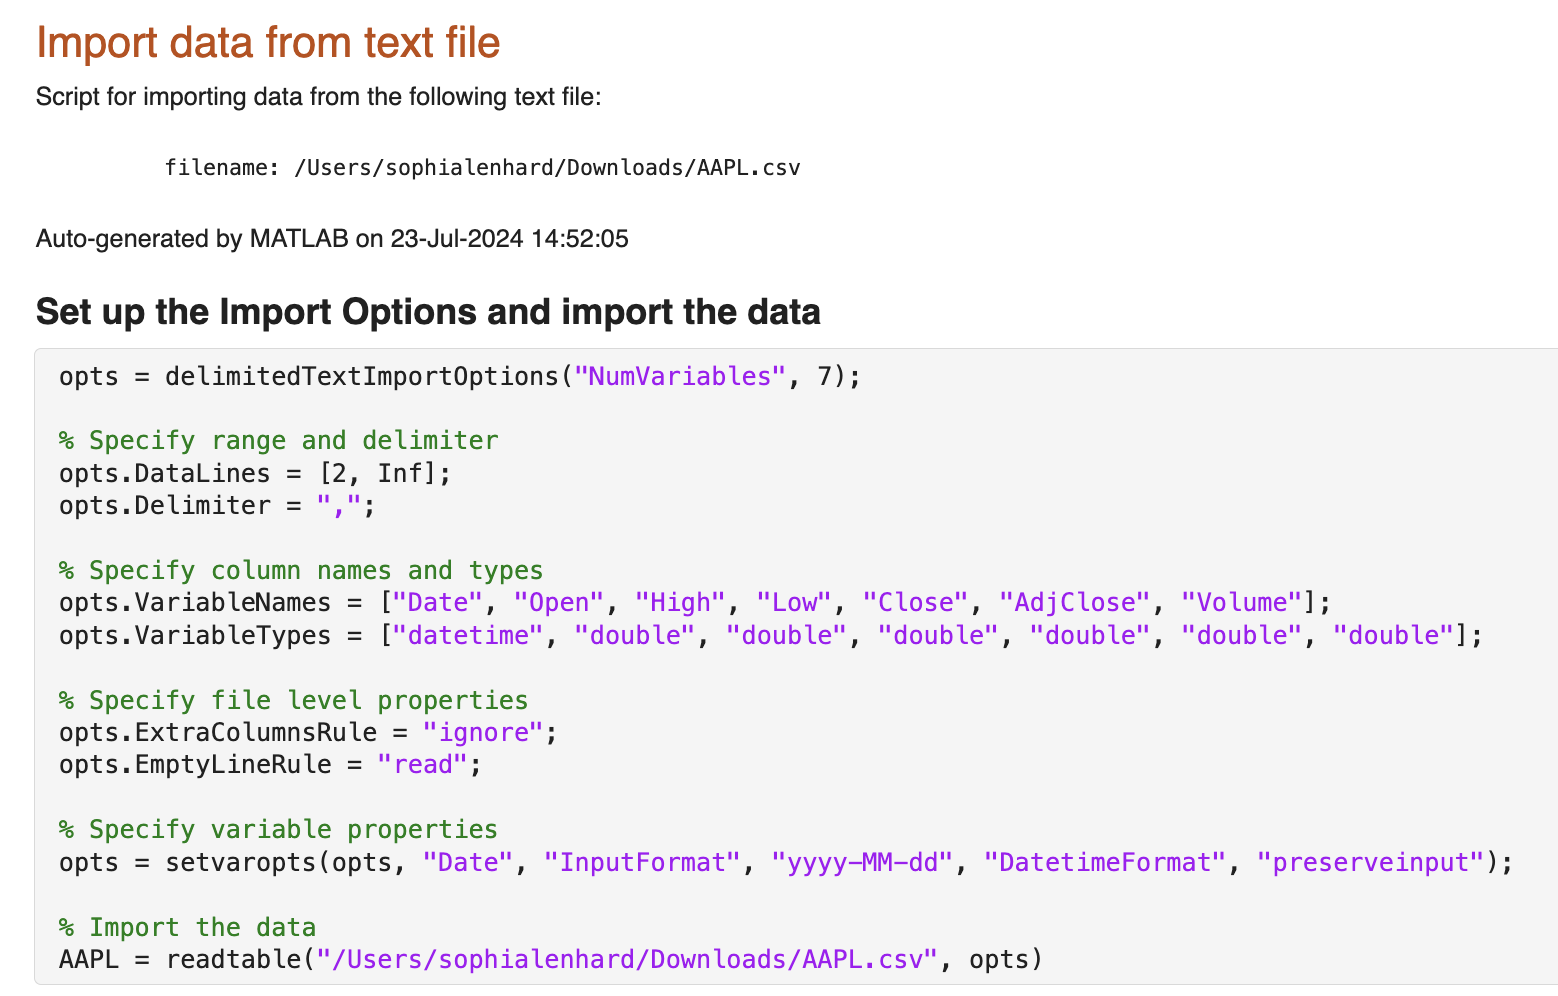 Import data from text file
Script for importing data from the following text file:
filename: /Users/sophialenhard/Downloads/AAPL.csv
Auto-generated by MATLAB on 23-Jul-2024 14:52:05
Set up the Import Options and import the data
opts = delimitedTextImportOptions("NumVariables", 7);
% Specify range and delimiter
opts.DataLines = [2, Inf];
opts.Delimiter = ",";
% Specify column names and types
opts.VariableNames = ["Date", "Open", "High", "Low", "Close", "AdjClose", "Volume"];
opts.VariableTypes = ["datetime", "double", "double", "double", "double", "double", "double"];
% Specify file level properties
opts.ExtraColumnsRule = "ignore";
opts.EmptyLineRule = "read";
% Specify variable properties
opts = setvaropts(opts, "Date", "InputFormat", "yyyy-MM-dd", "DatetimeFormat", "preserveinput");
% Import the data
AAPL = readtable("/Users/sophialenhard/Downloads/AAPL.csv", opts)